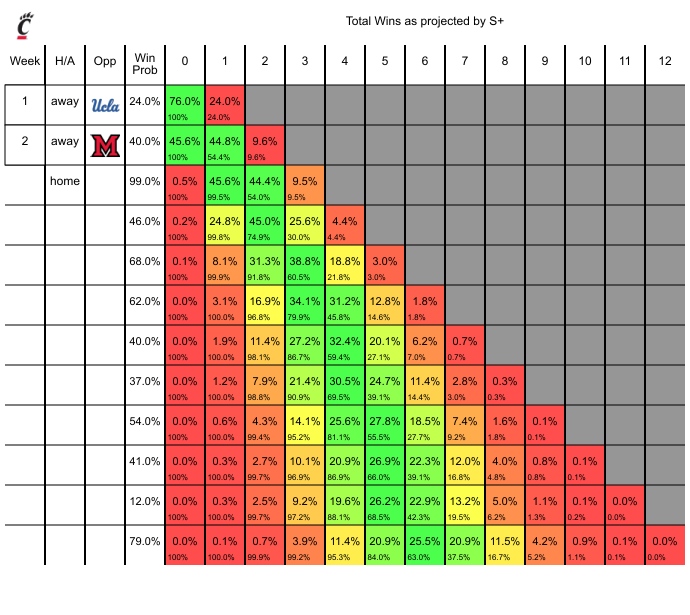 C
Total Wins as projected by S+
Week H/A Opp Win Prob 0 1 2 3 4 5 6 7 8 9 10 11 12
1 away Ucla 24.0% 76.0% 24.0%
100% 24.0%
2 away M 40.0% 45.6% 44.8% 9.6%
100% 54.4% 9.6%
home 99.0% 0.5% 45.6% 44.4% 9.5%
100% 99.5% 54.0% 9.5%
46.0% 0.2% 24.8% 45.0% 25.6% 4.4%
100% 99.8% 74.9% 30.0% 4.4%
68.0% 0.1% 8.1% 31.3% 38.8% 18.8% 3.0%
100% 99.9% 91.8% 60.5% 21.8% 3.0%
62.0% 0.0% 3.1% 16.9% 34.1% 31.2% 12.8% 1.8%
100% 100.0% 96.8% 79.9% 45.8% 14.6% 1.8%
40.0% 0.0% 1.9% 11.4% 27.2% 32.4% 20.1% 6.2% 0.7%
100% 100.0% 98.1% 86.7% 59.4% 27.1% 7.0% 0.7%
37.0% 0.0% 1.2% 7.9% 21.4% 30.5% 24.7% 11.4% 2.8% 0.3%
100% 100.0% 98.8% 90.9% 69.5% 39.1% 14.4% 3.0% 0.3%
54.0% 0.0% 0.6% 4.3% 14.1% 25.6% 27.8% 18.5% 7.4% 1.6% 0.1%
100% 100.0% 99.4% 95.2% 81.1% 55.5% 27.7% 9.2% 1.8% 0.1%
41.0% 0.0% 0.3% 2.7% 10.1% 20.9% 26.9% 22.3% 12.0% 4.0% 0.8% 0.1%
100% 100.0% 99.7% 96.9% 86.9% 66.0% 39.1% 16.8% 4.8% 0.8% 0.1%
12.0% 0.0% 0.3% 2.5% 9.2% 19.6% 26.2% 22.9% 13.2% 5.0% 1.1% 0.1% 0.0%
100% 100.0% 99.7% 97.2% 88.1% 68.5% 42.3% 19.5% 6.2% 1.3% 0.2% 0.0%
79.0% 0.0% 0.1% 0.7% 3.9% 11.4% 20.9% 25.5% 20.9% 11.5% 4.2% 0.9% 0.1% 0.0%
100% 100.0% 99.9% 99.2% 95.3% 84.0% 63.0% 37.5% 16.7% 5.2% 1.1% 0.1% 0.0%